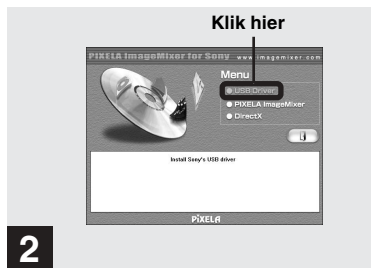 Klik hier
PIXELA ImageMixer for Sony www.imagemixer.com
Menu
USB Driver
PIXELA ImageMixer
DirectX
Install Sony's USB driver
PIXELA
2